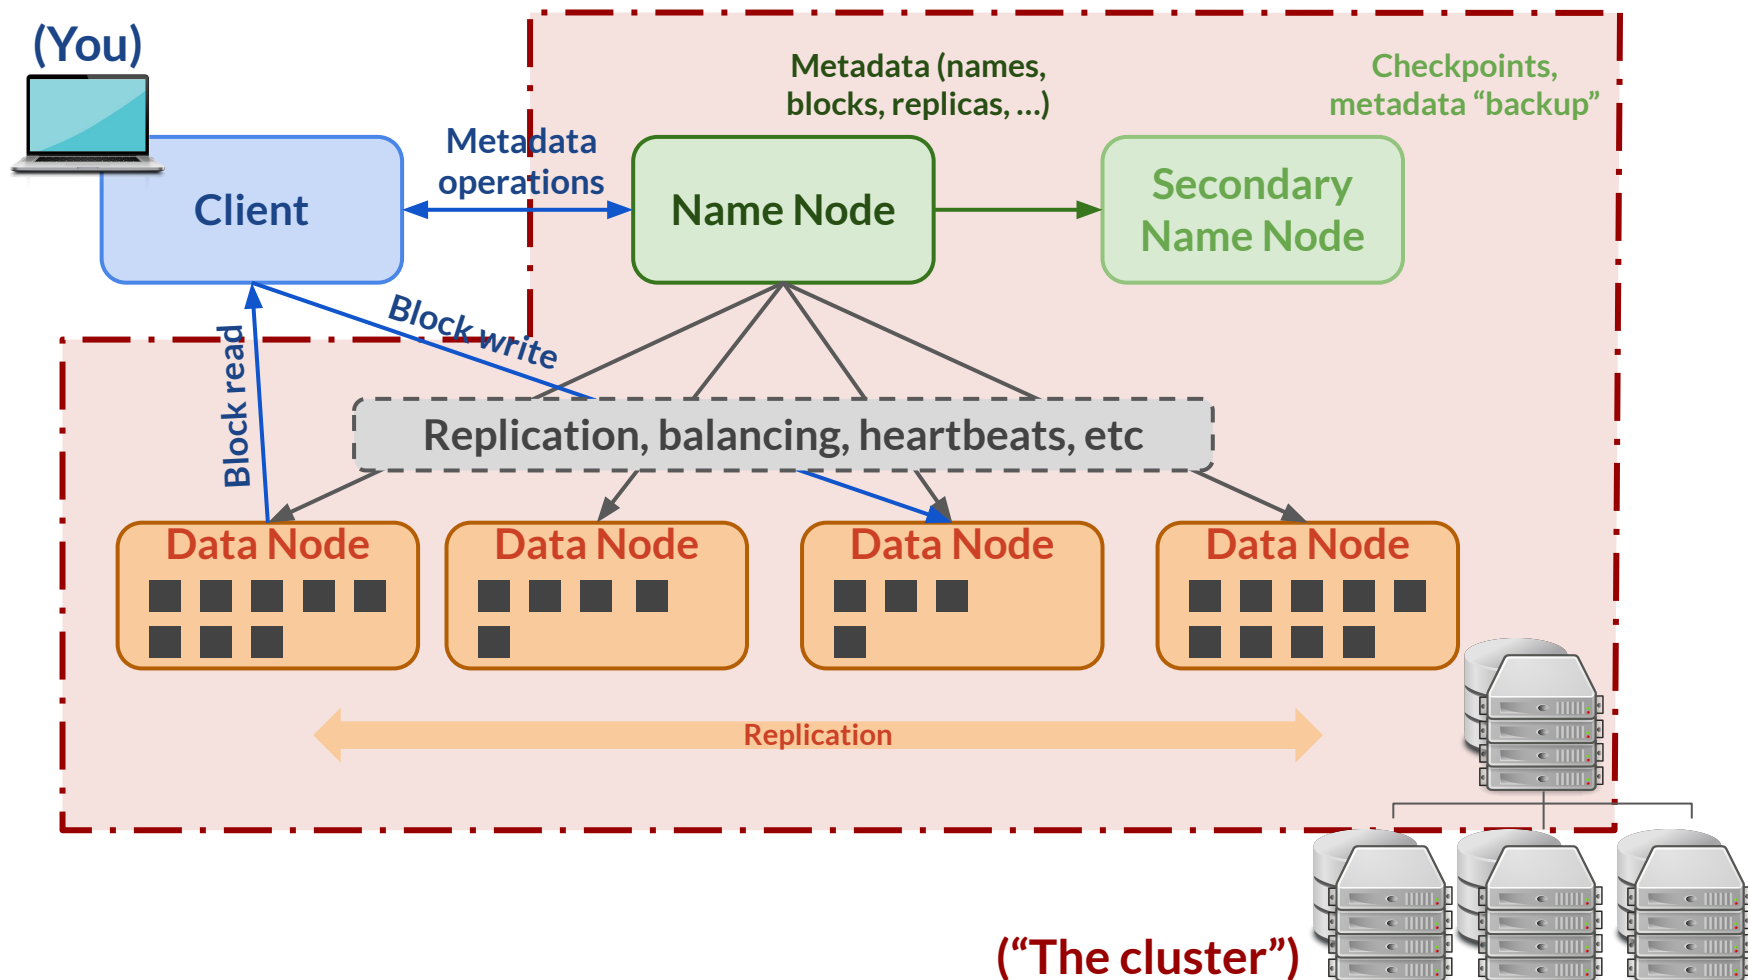 (You)
Metadata (names,
blocks, replicas, ...)
Checkpoints,
metadata “backup”
Metadata
operations
Client
Name Node
Secondary
Name Node
Block read
Block write
Replication, balancing, heartbeats, etc
Data Node
Data Node
Data Node
Data Node
Replication
(“The cluster”)